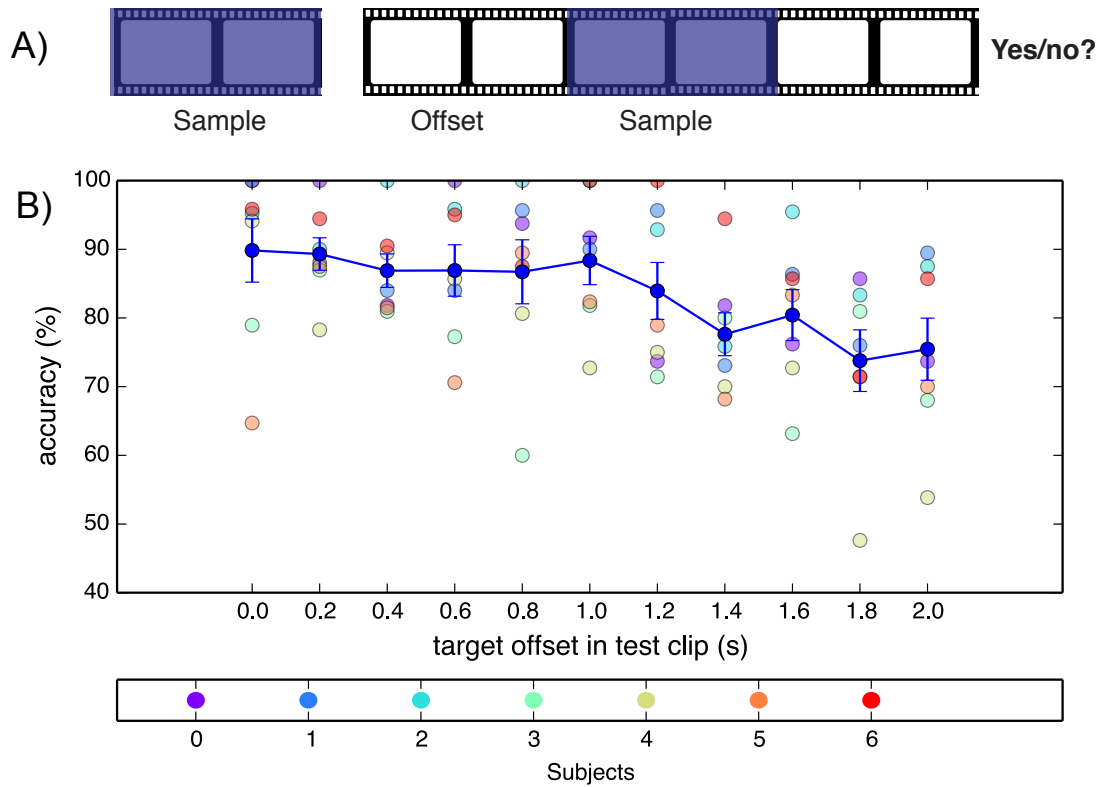 A)
Yes/no?
Sample Offset Sample
B)
100
90
80
70
60
50
40
accuracy (%)
0.0 0.2 0.4 0.6 0.8 1.0 1.2 1.4 1.6 1.8 2.0
target offset in test clip (s)
0 1 2 3 4 5 6
Subjects